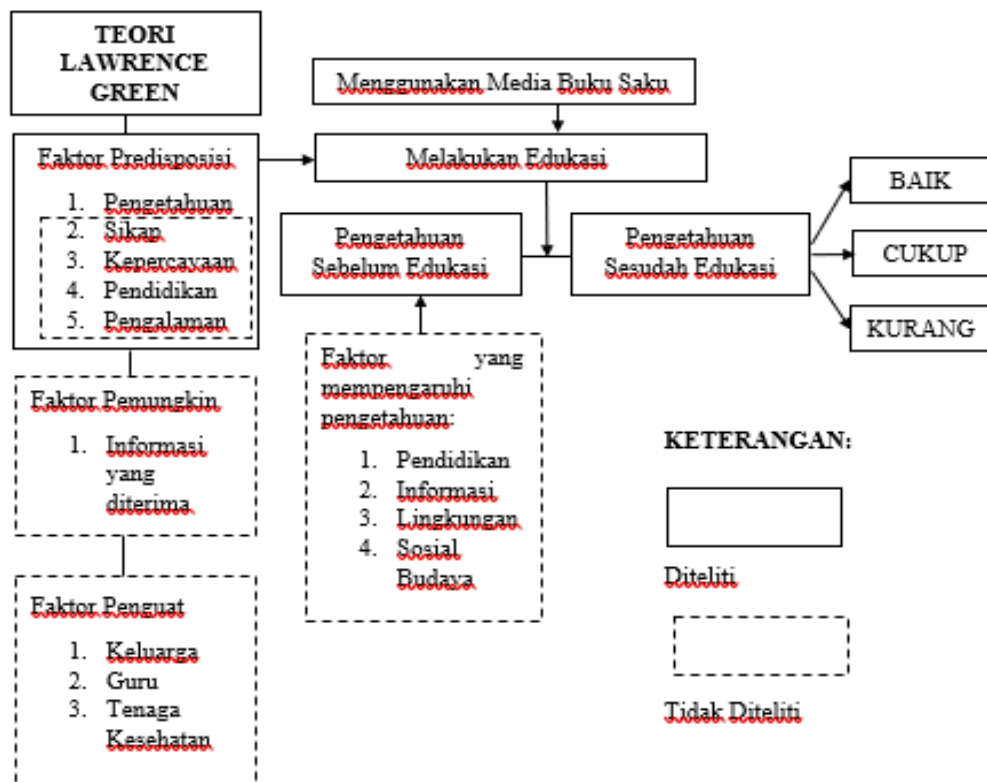 TEORI
LAWRENCE
GREEN
Menggunakan Media Buku Saku
Faktor Predisposisi
1. Pengetahuan
2. Sikap
3. Kepercayaan
4. Pendidikan
5. Pengalaman
Melakukan Edukasi
Pengetahuan
Sebelum Edukasi
Pengetahuan
Sesudah Edukasi
BAIK
CUKUP
KURANG
Faktor Pemungkin
1. Informasi
yang
diterima
Faktor yang
mempengaruhi
pengetahuan:
1. Pendidikan
2. Informasi
3. Lingkungan
4. Sosial
Budaya
Faktor Penguat
1. Keluarga
2. Guru
3. Tenaga
Kesehatan
KETERANGAN:
Diteliti
Tidak Diteliti